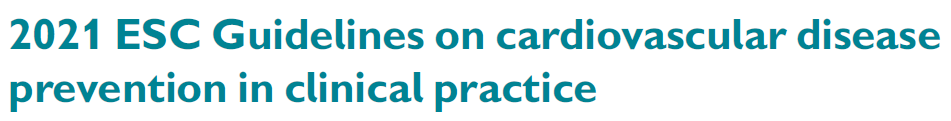 2021 ESC Guidelines on cardiovascular disease
prevention in clinical practice